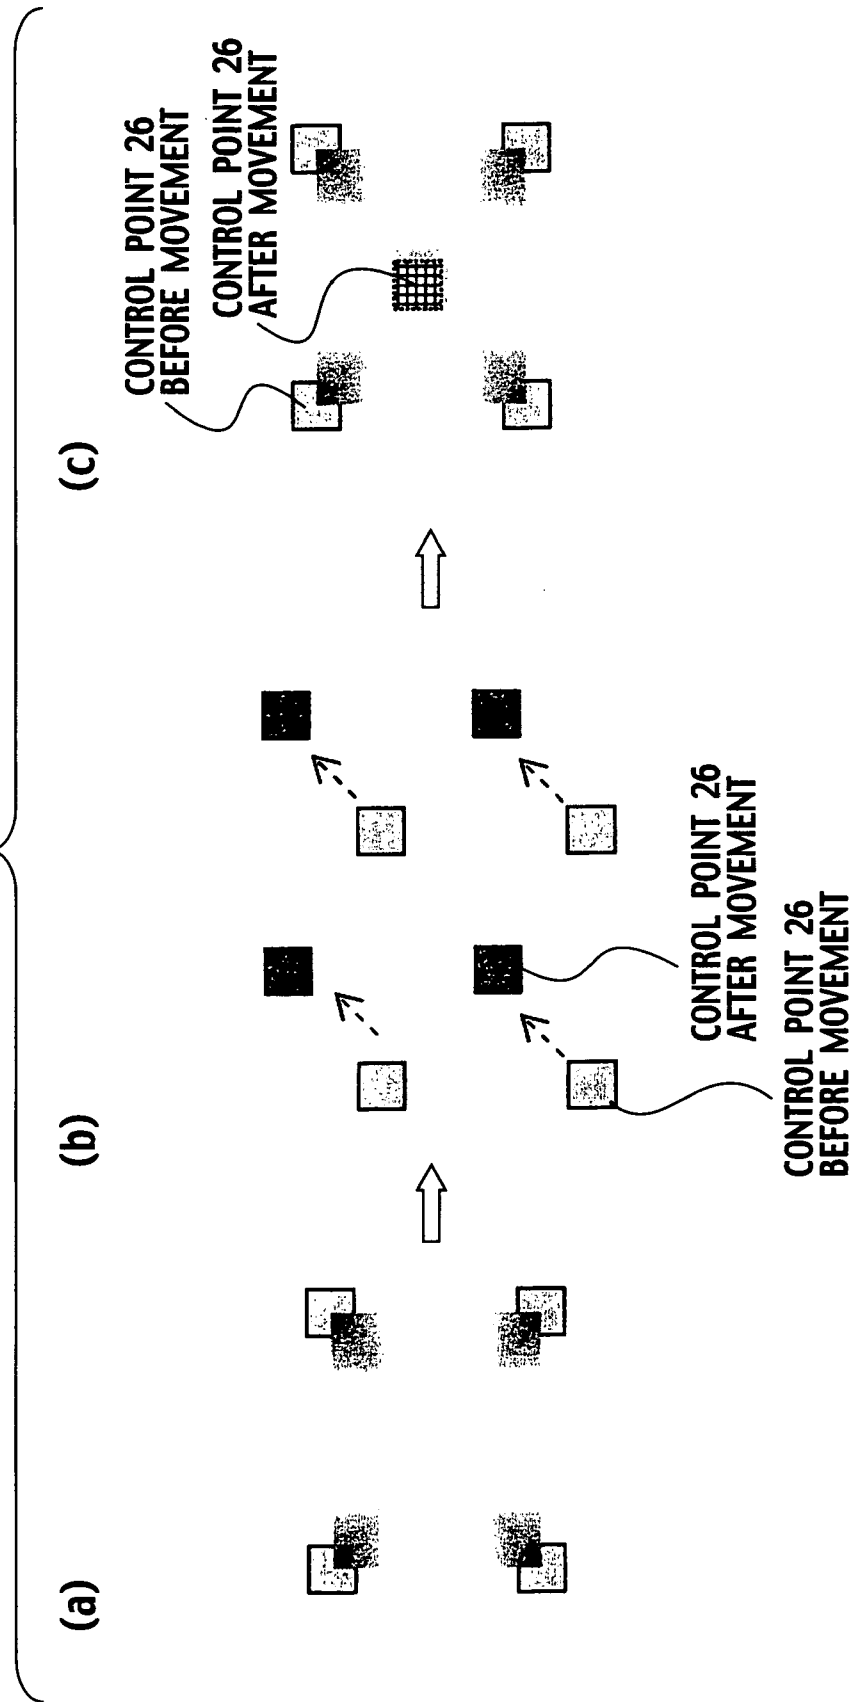 (a)
(b)
CONTROL POINT 26
BEFORE MOVEMENT
CONTROL POINT 26
AFTER MOVEMENT
(c)
CONTROL POINT 26
BEFORE MOVEMENT
CONTROL POINT 26
AFTER MOVEMENT